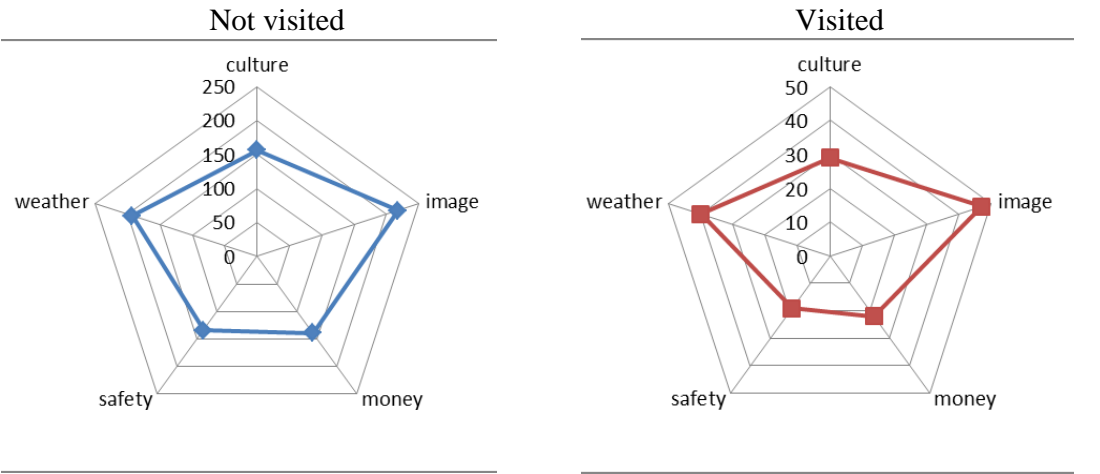 Not visited
culture
250
200
150
100
50
0
weather
image
safety
money
Visited
culture
50
40
30
20
10
0
weather
image
safety
money